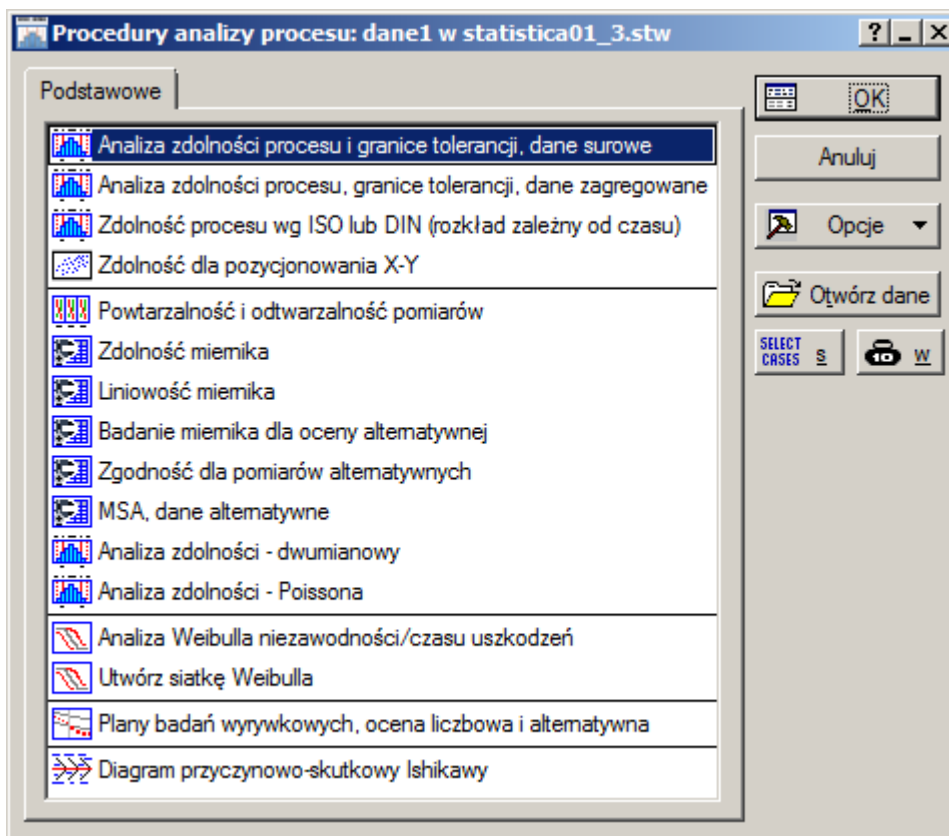 Procedury analizy procesu: dane1 w statistica01_3.stw
Podstawowe
Analiza zdolności procesu i granice tolerancji, dane surowe
Analiza zdolności procesu, granice tolerancji, dane zagregowane
Zdolność procesu wg ISO lub DIN (rozkład zależny od czasu)
Zdolność dla pozycjonowania X-Y
Powtarzalność i odtwarzalność pomiarów
Zdolność miernika
Liniowość miernika
Badanie miernika dla oceny alternatywnej
Zgodność dla pomiarów alternatywnych
MSA, dane alternatywne
Analiza zdolności - dwumianowy
Analiza zdolności - Poissona
Analiza Weibulla niezawodności/czasu uszkodzeń
Utwórz siatkę Weibulla
Plany badań wyrywkowych, ocena liczbowa i alternatywna
Diagram przyczynowo-skutkowy Ishikawy
OK
Anuluj
Opcje
Otwórz dane
SELECT CASES s
10 w